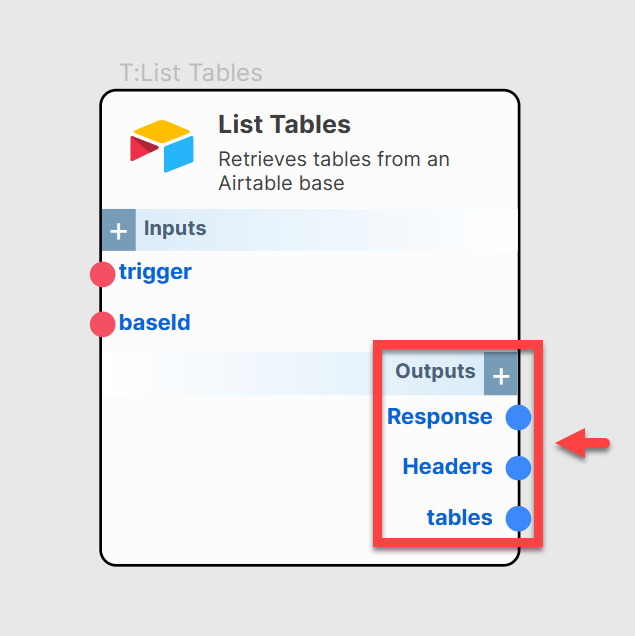 T:List Tables
List Tables
Retrieves tables from an
Airtable base
+ Inputs
trigger
baseId
Outputs +
Response
Headers
tables